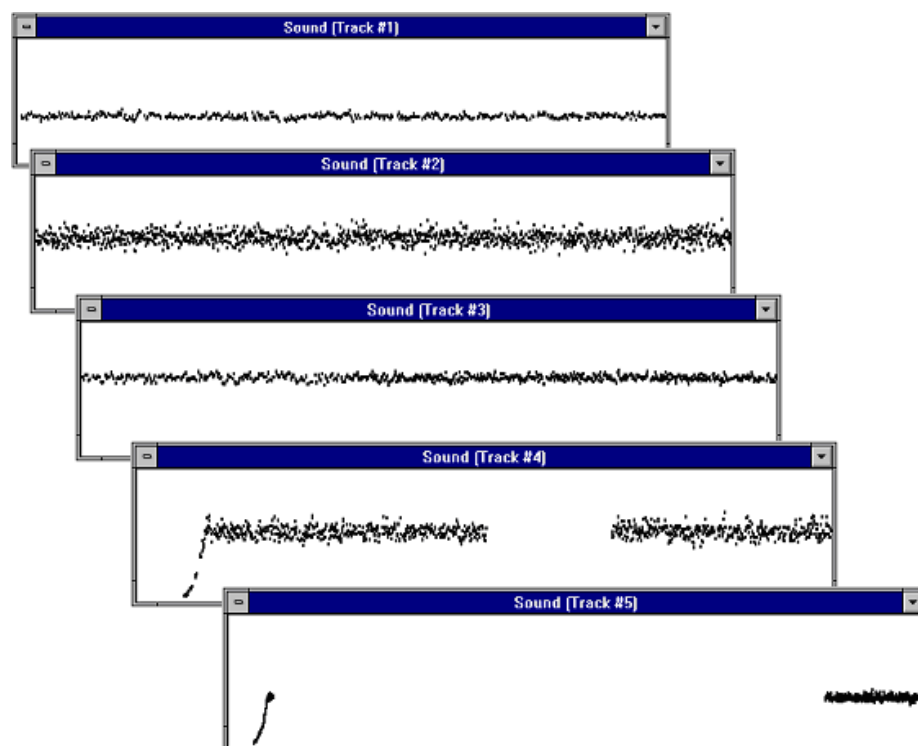 Sound (Track #1)
Sound (Track #2)
Sound (Track #3)
Sound (Track #4)
Sound (Track #5)